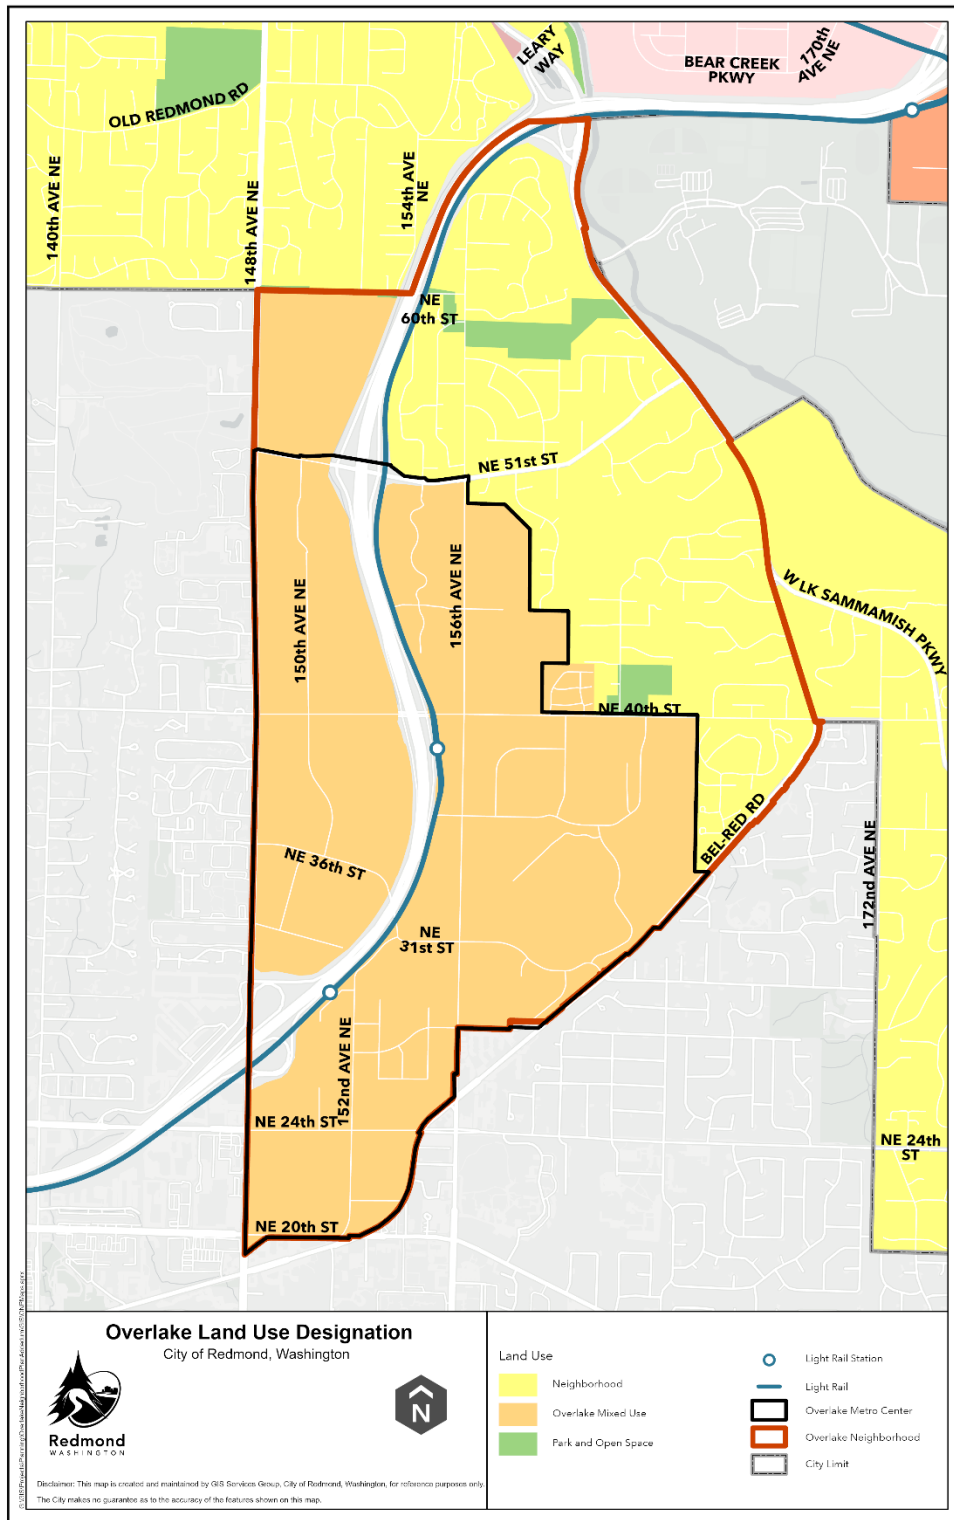 LEARY
WAY
BEAR CREEK
PKWY
170th
AVE NE
OLD REDMOND RD
140th AVE NE
148th AVE NE
154th AVE
NE
NE
60th ST
NE 51st ST
150th AVE NE
156th AVE NE
W LK SAMMAMISH PKWY
NE 40th ST
BEL-RED RD
NE 36th ST
172nd AVE NE
NE
31st ST
152nd AVE NE
NE 24th ST
NE 24th
ST
NE 20th ST
Overlake Land Use Designation
City of Redmond, Washington
Redmond
WASHINGTON
N
Disclaimer: This map is created and maintained by GIS Services Group, City of Redmond, Washington, for reference purposes only.
The City makes no guarantee as to the accuracy of the features shown on this map.
Land Use
Neighborhood
Overlake Mixed Use
Park and Open Space
Light Rail Station
Light Rail
Overlake Metro Center
Overlake Neighborhood
City Limit